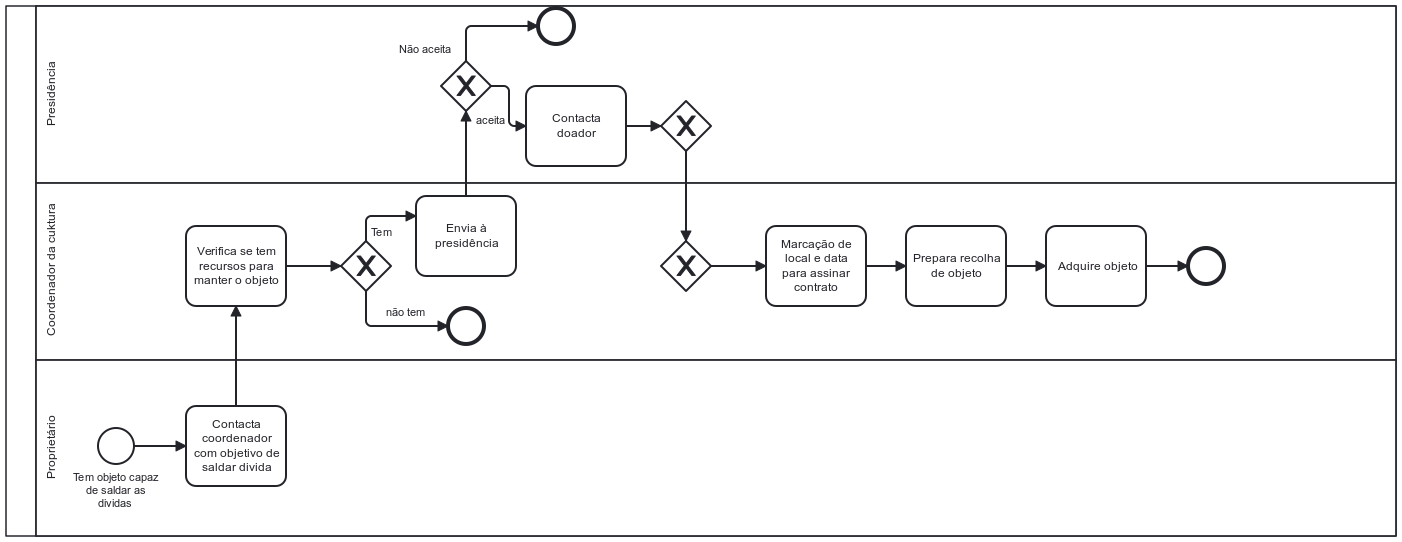 Presidência
Não aceita
aceita
Contacta
doador
Coordenador da cuktura
Verifica se tem
recursos para
manter o objeto
Tem
não tem
Envia à
presidência
Marcação de
local e data
para assinar
contrato
Prepara recolha
de objeto
Adquire objeto
Proprietário
Tem objeto capaz
de saldar as
dividas
Contacta
coordenador
com objetivo de
saldar divida